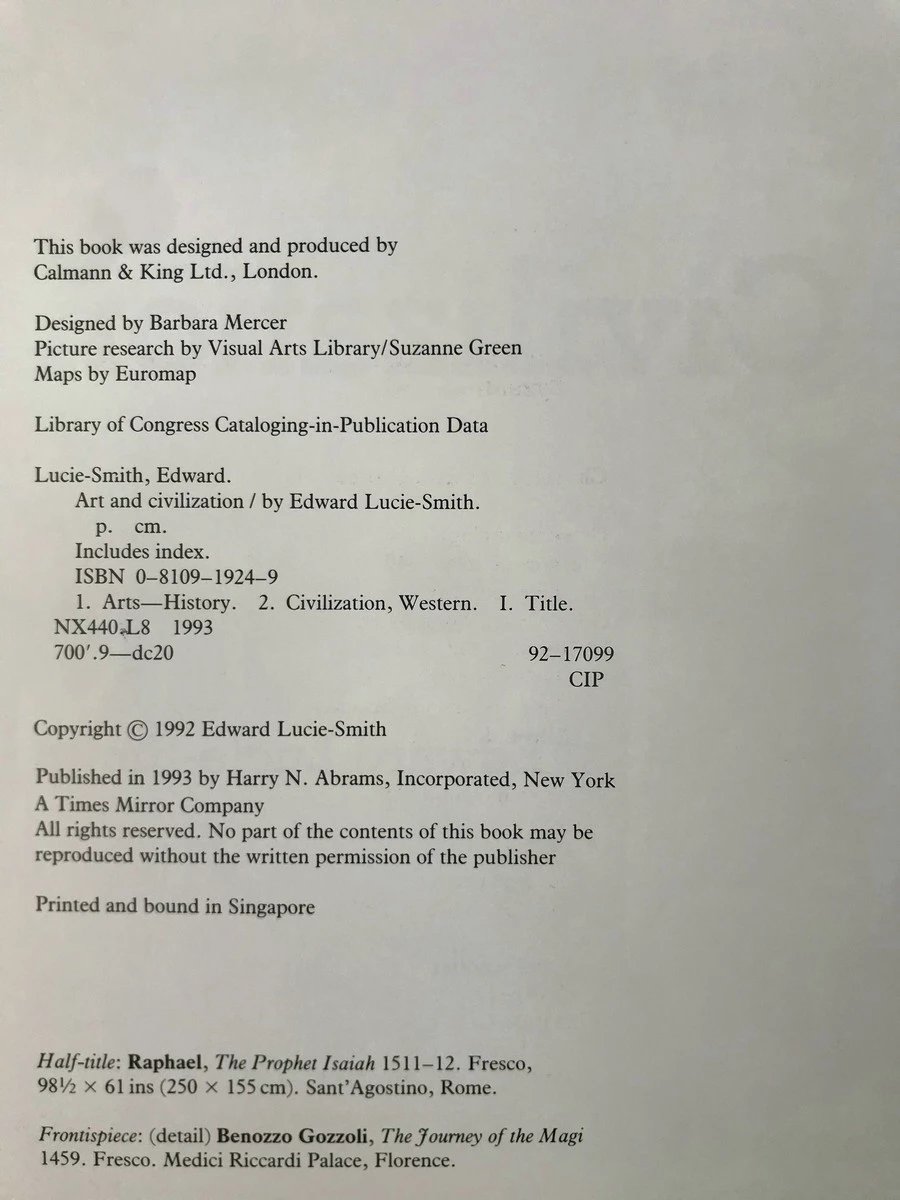 This book was designed and produced by
Calmann & King Ltd., London.
Designed by Barbara Mercer
Picture research by Visual Arts Library/Suzanne Green
Maps by Euromap
Library of Congress Cataloging-in-Publication Data
Lucie-Smith, Edward.
Art and civilization / by Edward Lucie-Smith.
p. cm.
Includes index.
ISBN 0–8109–1924–9
1. Arts—History. 2. Civilization, Western. I. Title.
NX440.L8 1993
700′.9—dc20 92–17099
CIP
Copyright © 1992 Edward Lucie-Smith
Published in 1993 by Harry N. Abrams, Incorporated, New York
A Times Mirror Company
All rights reserved. No part of the contents of this book may be
reproduced without the written permission of the publisher
Printed and bound in Singapore
Half-title: Raphael, The Prophet Isaiah 1511–12. Fresco,
98½ × 61 ins (250 × 155 cm). Sant'Agostino, Rome.
Frontispiece: (detail) Benozzo Gozzoli, The Journey of the Magi
1459. Fresco. Medici Riccardi Palace, Florence.